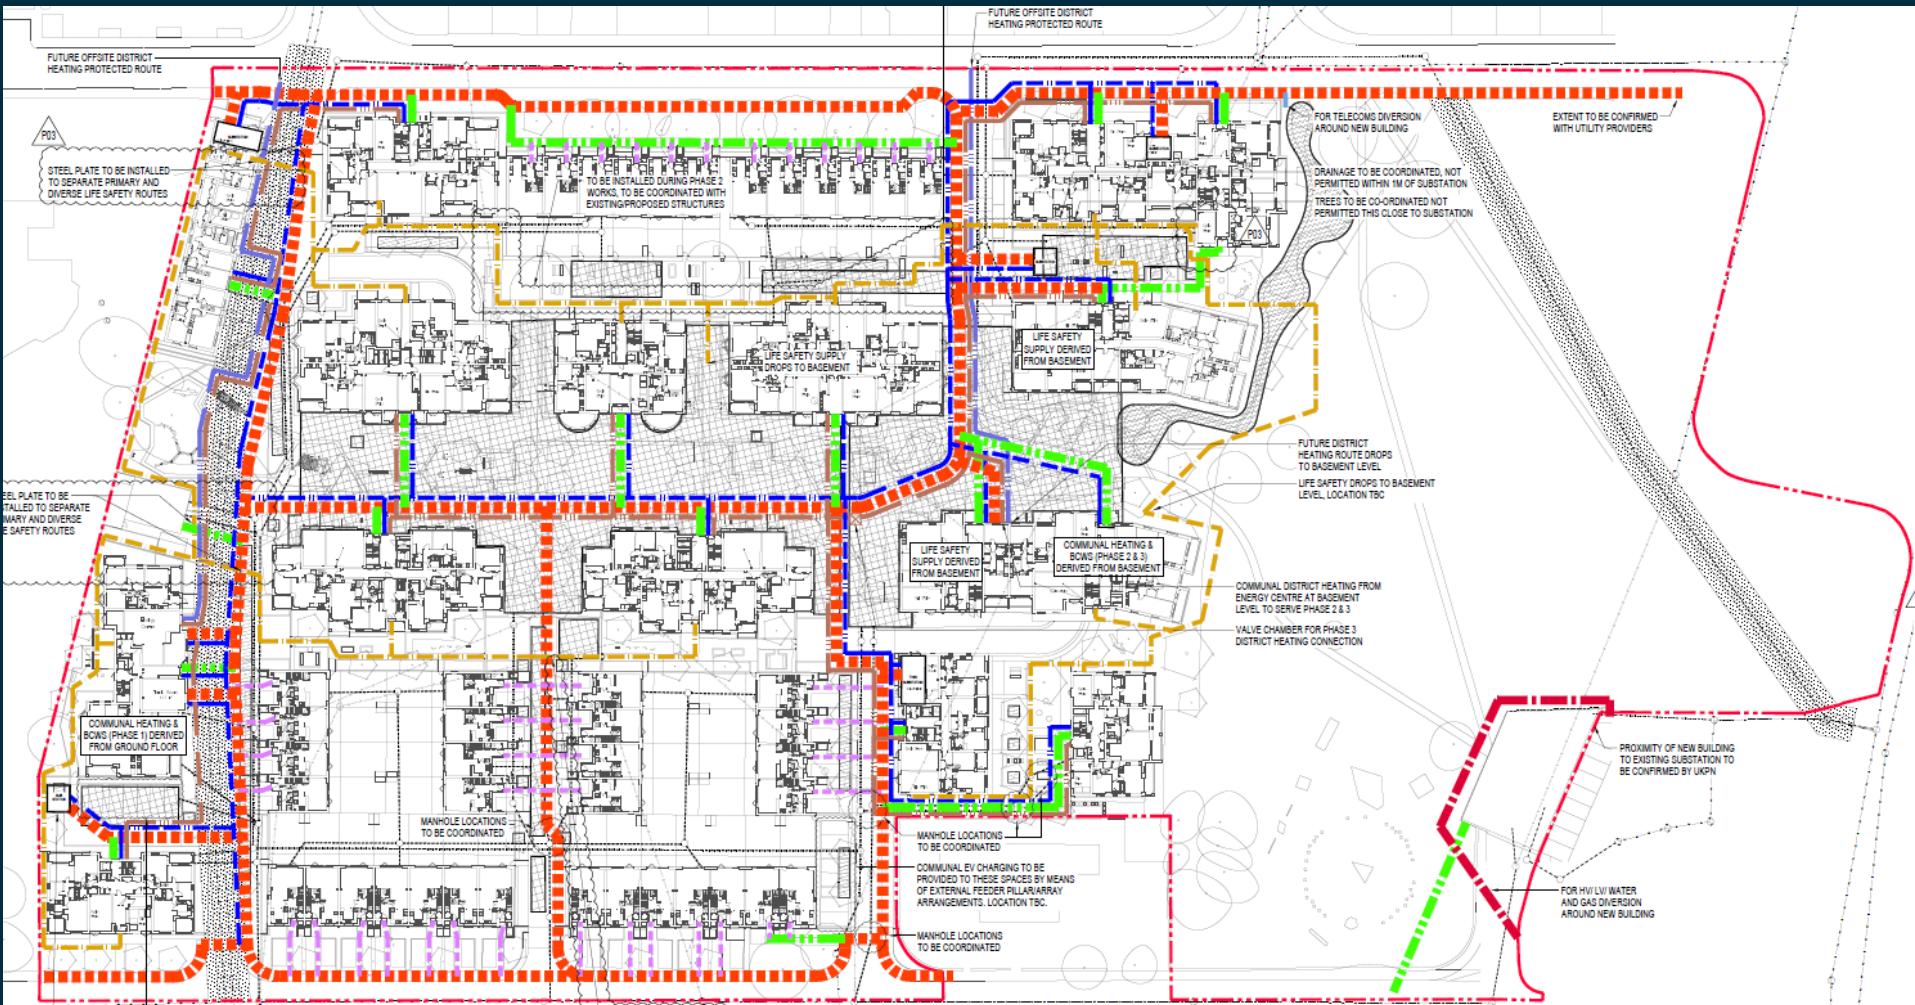 FUTURE OFFSITE DISTRICT
HEATING PROTECTED ROUTE
FUTURE OFFSITE DISTRICT
HEATING PROTECTED ROUTE
P03
STEEL PLATE TO BE INSTALLED
TO SEPARATE PRIMARY AND
DIVERSE LIFE SAFETY ROUTES
TO BE INSTALLED DURING PHASE 2
WORKS, TO BE COORDINATED WITH
EXISTING/PROPOSED STRUCTURES
FOR TELECOMS DIVERSION
AROUND NEW BUILDING
EXTENT TO BE CONFIRMED
WITH UTILITY PROVIDERS
DRAINAGE TO BE COORDINATED, NOT
PERMITTED WITHIN 1M OF SUBSTATION
TREES TO BE CO-ORDINATED NOT
PERMITTED THIS CLOSE TO SUBSTATION
P03
LIFE SAFETY SUPPLY
DROPS TO BASEMENT
LIFE SAFETY
SUPPLY DERIVED
FROM BASEMENT
FUTURE DISTRICT
HEATING ROUTE DROPS
TO BASEMENT LEVEL
LIFE SAFETY DROPS TO BASEMENT
LEVEL, LOCATION TBC
EEL PLATE TO BE
STALLED TO SEPARATE
IMARY AND DIVERSE
E SAFETY ROUTES
LIFE SAFETY
SUPPLY DERIVED
FROM BASEMENT
COMMUNAL HEATING &
BCWS (PHASE 2 & 3)
DERIVED FROM BASEMENT
COMMUNAL DISTRICT HEATING FROM
ENERGY CENTRE AT BASEMENT
LEVEL TO SERVE PHASE 2 & 3
VALVE CHAMBER FOR PHASE 3
DISTRICT HEATING CONNECTION
COMMUNAL HEATING &
BCWS (PHASE 1) DERIVED
FROM GROUND FLOOR
PROXIMITY OF NEW BUILDING
TO EXISTING SUBSTATION TO
BE CONFIRMED BY UKPN
MANHOLE LOCATIONS
TO BE COORDINATED
MANHOLE LOCATIONS
TO BE COORDINATED
COMMUNAL EV CHARGING TO BE
PROVIDED TO THESE SPACES BY MEANS
OF EXTERNAL FEEDER PILLAR/ARRAY
ARRANGEMENTS. LOCATION TBC.
FOR HV/ LV/ WATER
AND GAS DIVERSION
AROUND NEW BUILDING
MANHOLE LOCATIONS
TO BE COORDINATED